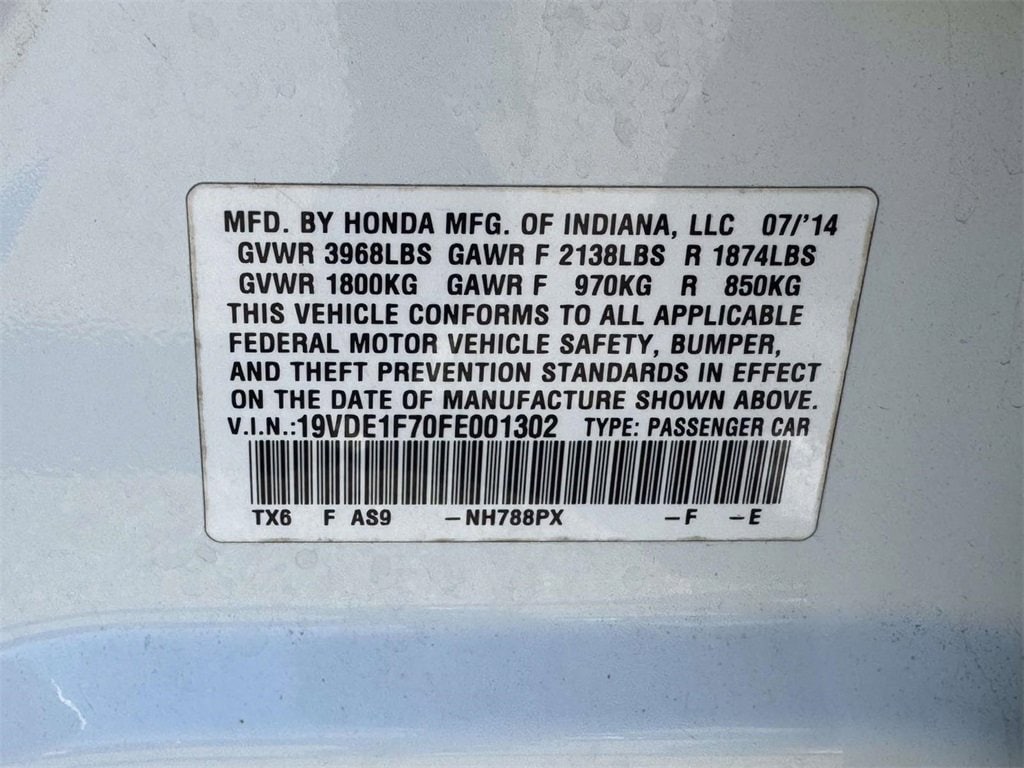 MFD. BY HONDA MFG. OF INDIANA, LLC 07/'14
GVWR 3968LBS GAWR F 2138LBS R 1874LBS
GVWR 1800KG GAWR F 970KG R 850KG
THIS VEHICLE CONFORMS TO ALL APPLICABLE
FEDERAL MOTOR VEHICLE SAFETY, BUMPER,
AND THEFT PREVENTION STANDARDS IN EFFECT
ON THE DATE OF MANUFACTURE SHOWN ABOVE.
V.I.N.:19VDE1F70FE001302 TYPE: PASSENGER CAR
TX6 F AS9 –NH788PX –F –E